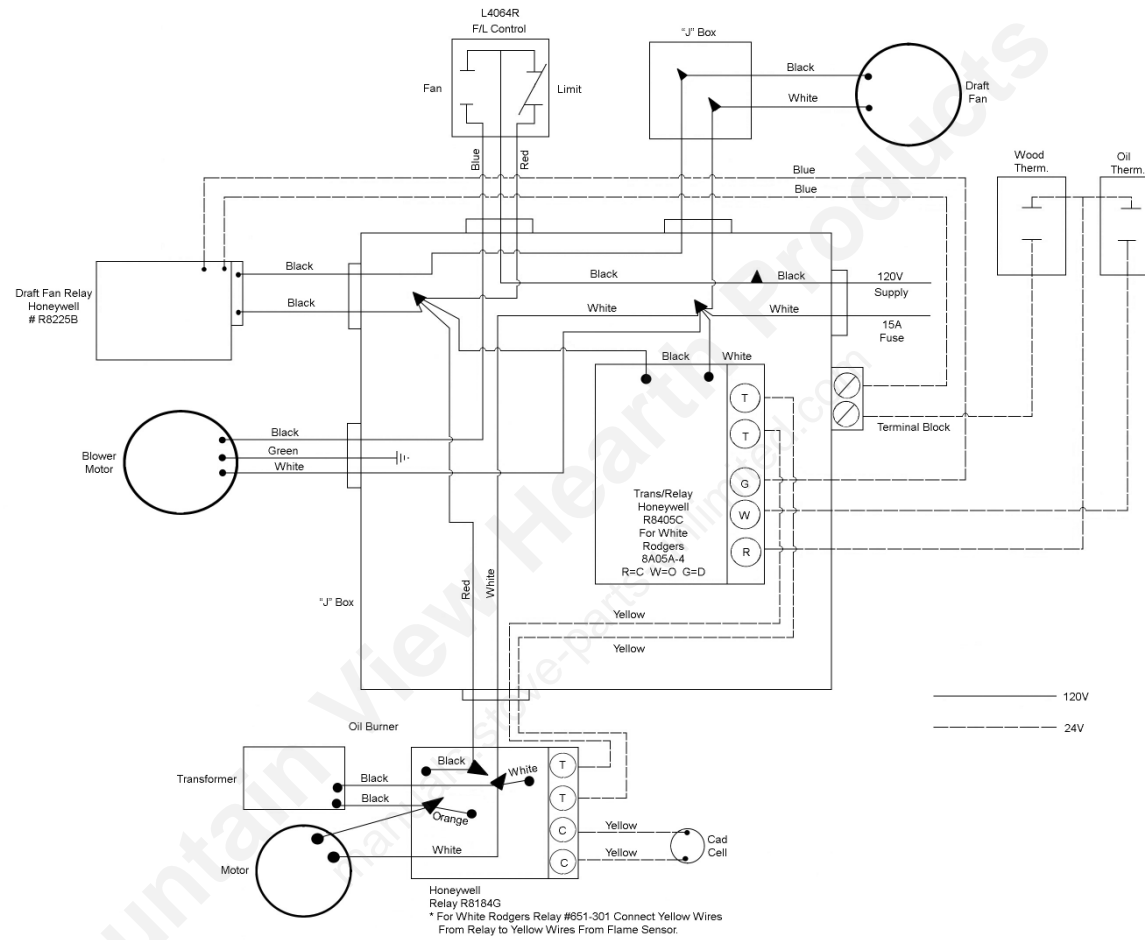 L4064R
F/L Control
"J" Box
Fan
Limit
Black
White
Draft
Fan
Blue
Red
Wood
Therm.
Oil
Therm.
Blue
Blue
Draft Fan Relay
Honeywell
# R8225B
Black
Black
Black
Black
120V
Supply
White
White
15A
Fuse
Black
White
T
T
G
W
R
Terminal Block
Blower
Motor
Black
Green
White
Trans/Relay
Honeywell
R8405C
For White
Rodgers
8A05A-4
R=C W=O G=D
"J" Box
Red
White
Yellow
Yellow
120V
24V
Oil Burner
Transformer
Black
Black
Black
White
Orange
White
Motor
T
T
C
C
Yellow
Yellow
Cad
Cell
Honeywell
Relay R8184G
* For White Rodgers Relay #651-301 Connect Yellow Wires
From Relay to Yellow Wires From Flame Sensor.
untain View Hearth Products